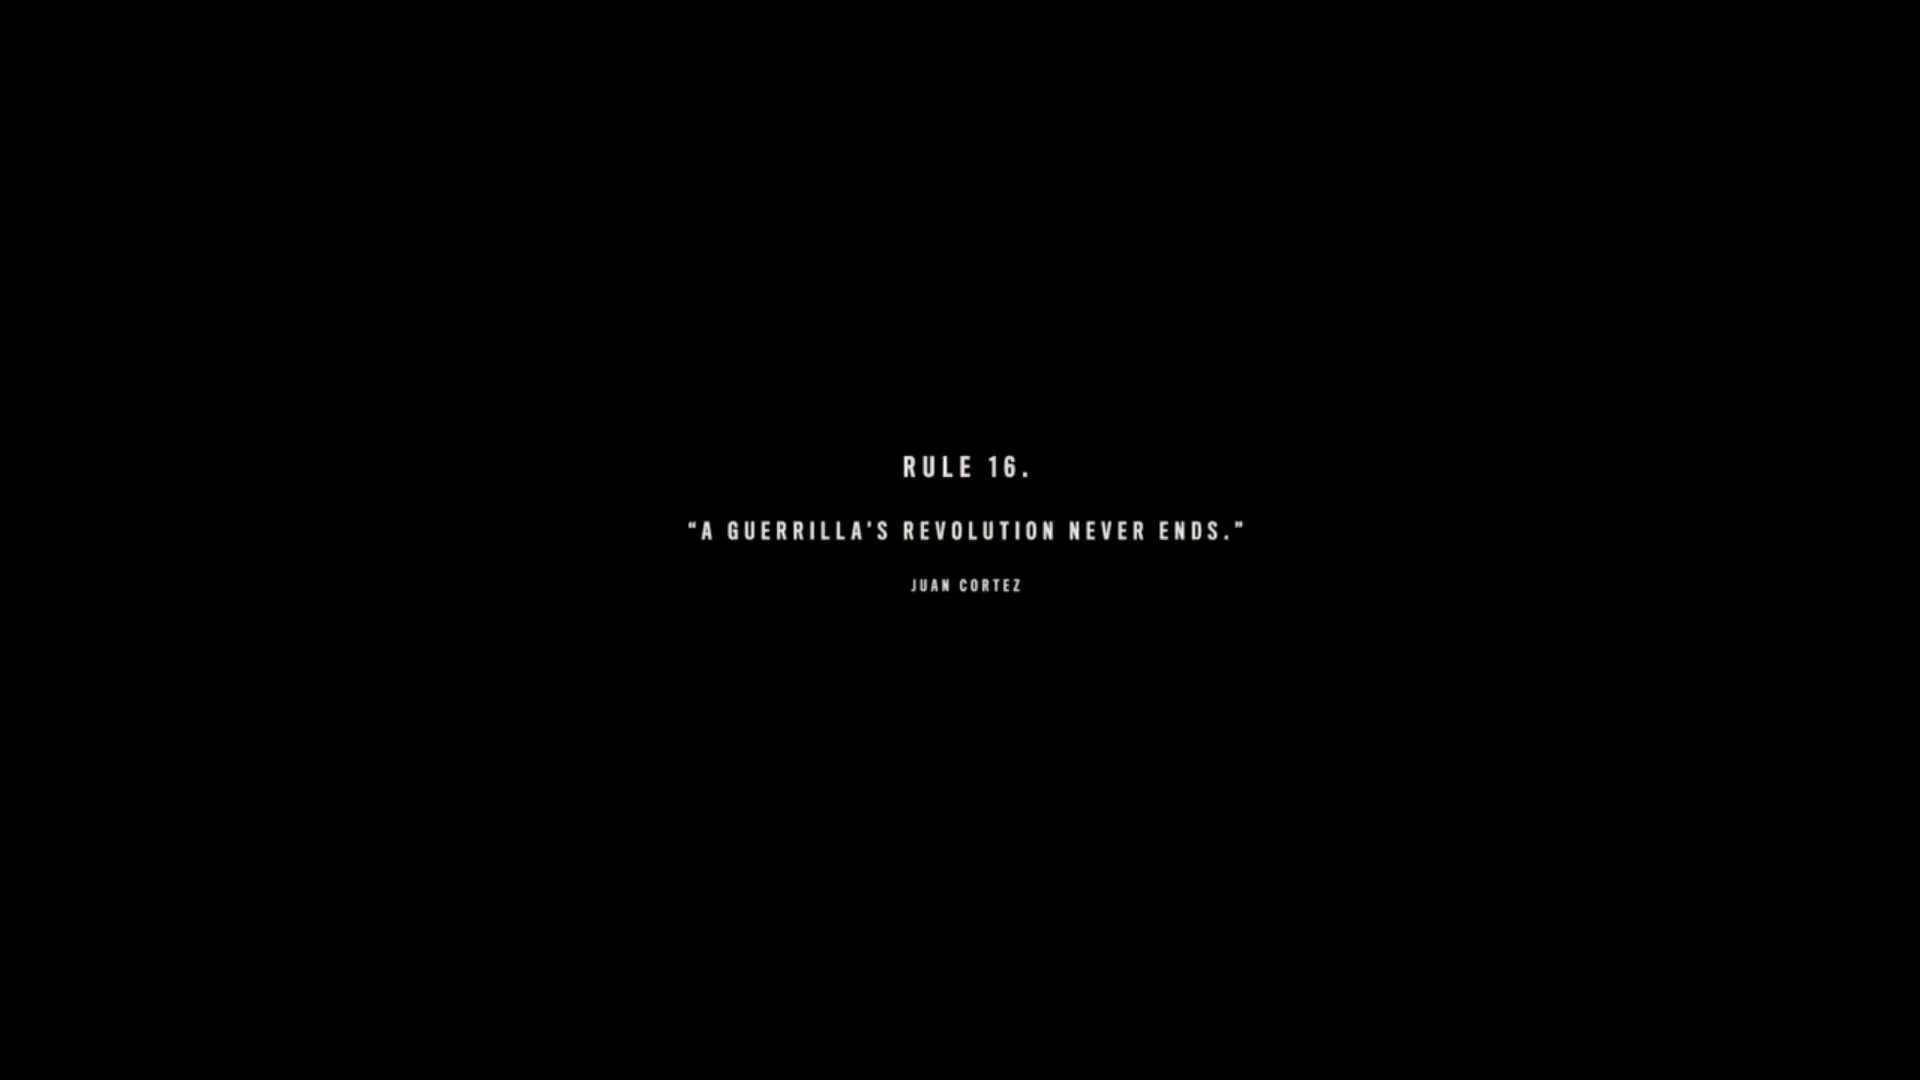 RULE 16.
“A GUERRILLA’S REVOLUTION NEVER ENDS.”
JUAN CORTEZ